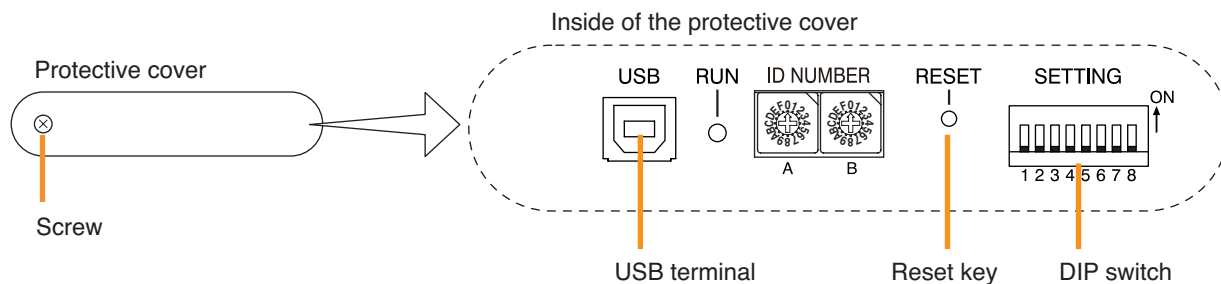 Inside of the protective cover
Protective cover
USB RUN ID NUMBER RESET SETTING
ON
A B
1 2 3 4 5 6 7 8
Screw
USB terminal Reset key DIP switch